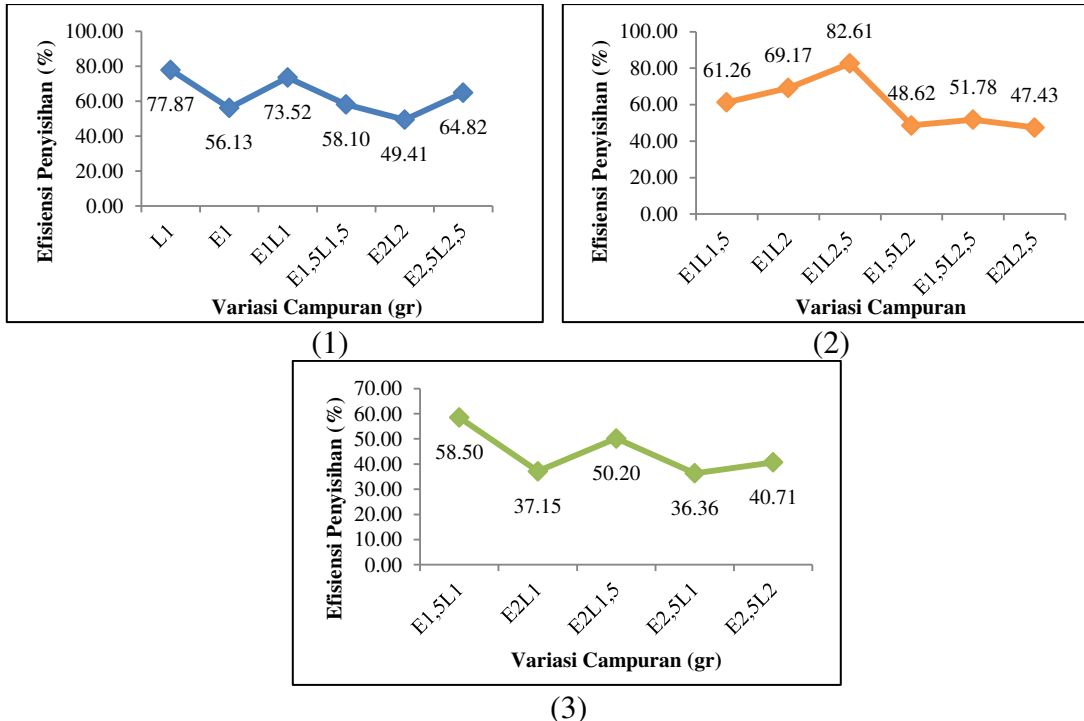 Efisiensi Penyisihan (%)
100.00
80.00
60.00
40.00
20.00
0.00
77.87
56.13
73.52
58.10
49.41
64.82
L1
E1
E1L1
E1,5L1,5
E2L2
E2,5L2,5
Variasi Campuran (gr)
(1)
Efisiensi Penyisihan (%)
100.00
80.00
60.00
40.00
20.00
0.00
61.26
69.17
82.61
48.62
51.78
47.43
E1L1,5
E1L2
E1L2,5
E1,5L2
E1,5L2,5
E2L2,5
Variasi Campuran
(2)
Efisiensi Penyisihan (%)
70.00
60.00
50.00
40.00
30.00
20.00
10.00
0.00
58.50
37.15
50.20
36.36
40.71
E1,5L1
E2L1
E2L1,5
E2,5L1
E2,5L2
Variasi Campuran (gr)
(3)